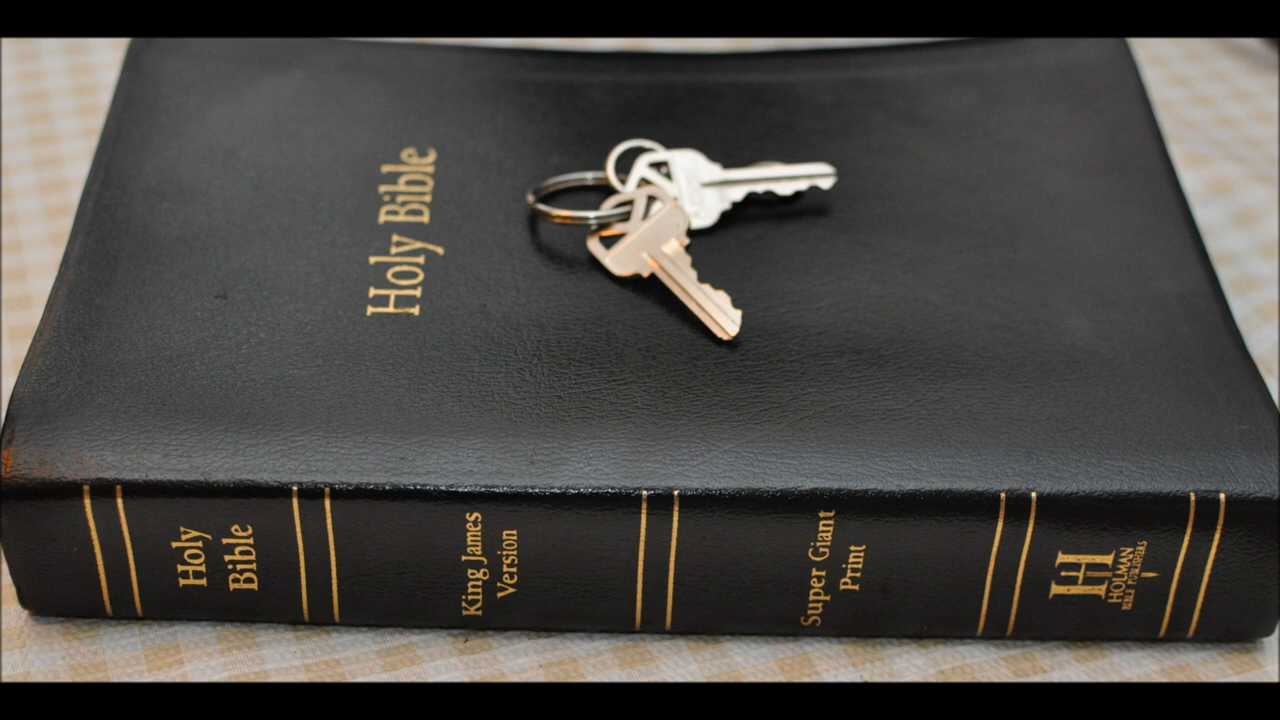 Holy Bible
Holy
Bible
King James
Version
Super Giant
Print
HOLMAN
BIBLE PUBLISHERS